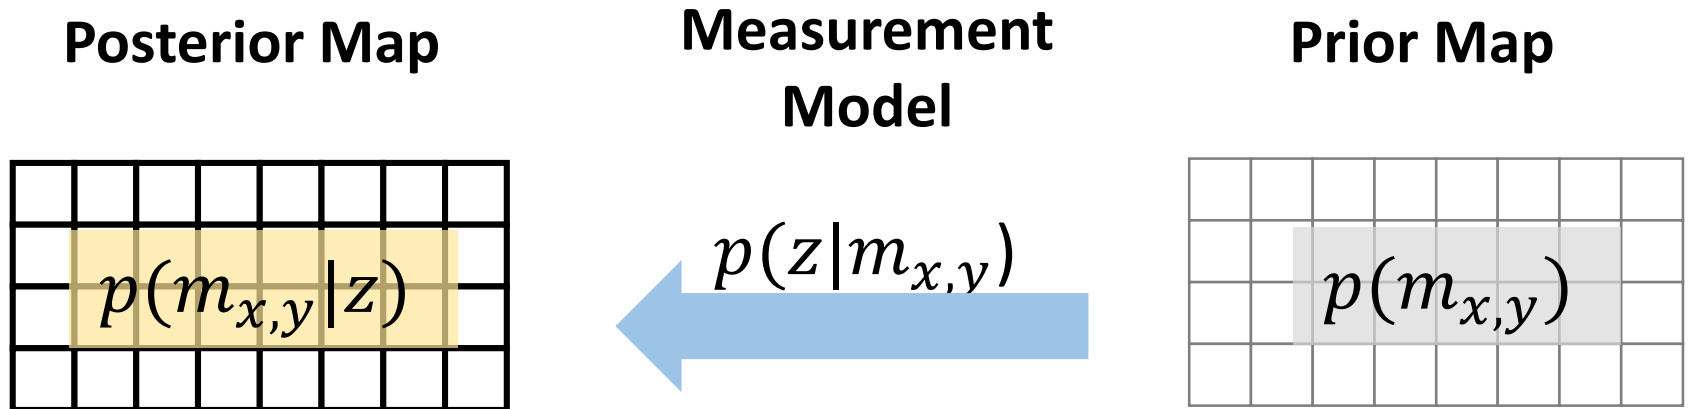 Posterior Map
Measurement
Model
Prior Map
p(m_{x,y}|z)
p(z|m_{x,y})
p(m_{x,y})